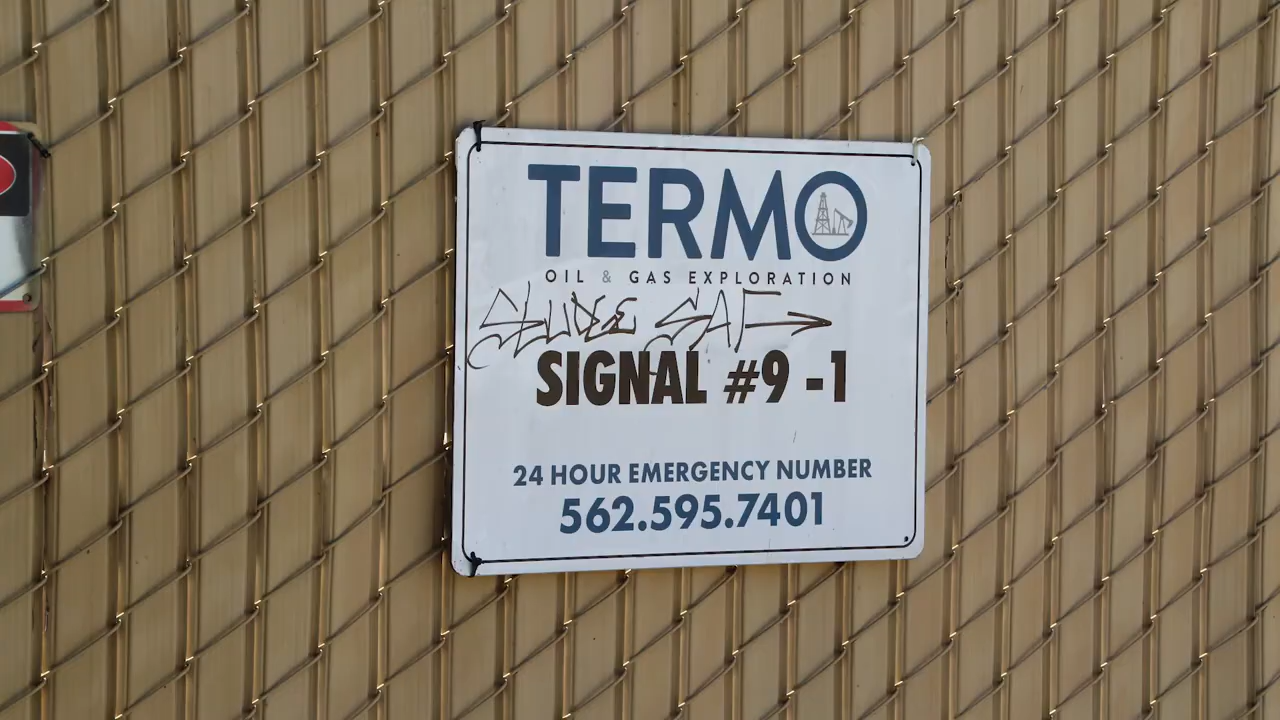 TERMO
OIL & GAS EXPLORATION
SIGNAL #9 -1
24 HOUR EMERGENCY NUMBER
562.595.7401